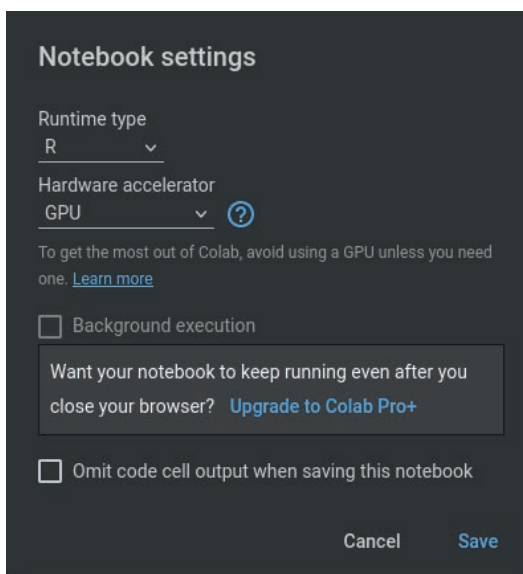 Notebook settings
Runtime type
R
Hardware accelerator
GPU
?
To get the most out of Colab, avoid using a GPU unless you need
one. Learn more
Background execution
Want your notebook to keep running even after you
close your browser? Upgrade to Colab Pro+
Omit code cell output when saving this notebook
Cancel Save